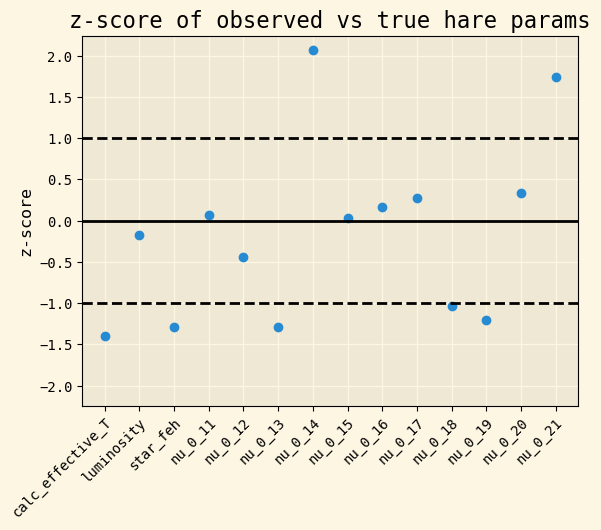 z-score of observed vs true hare params
z-score
2.0
1.5
1.0
0.5
0.0
−0.5
−1.0
−1.5
−2.0
calc_effective_T
luminosity
star_feh
nu_0_11
nu_0_12
nu_0_13
nu_0_14
nu_0_15
nu_0_16
nu_0_17
nu_0_18
nu_0_19
nu_0_20
nu_0_21